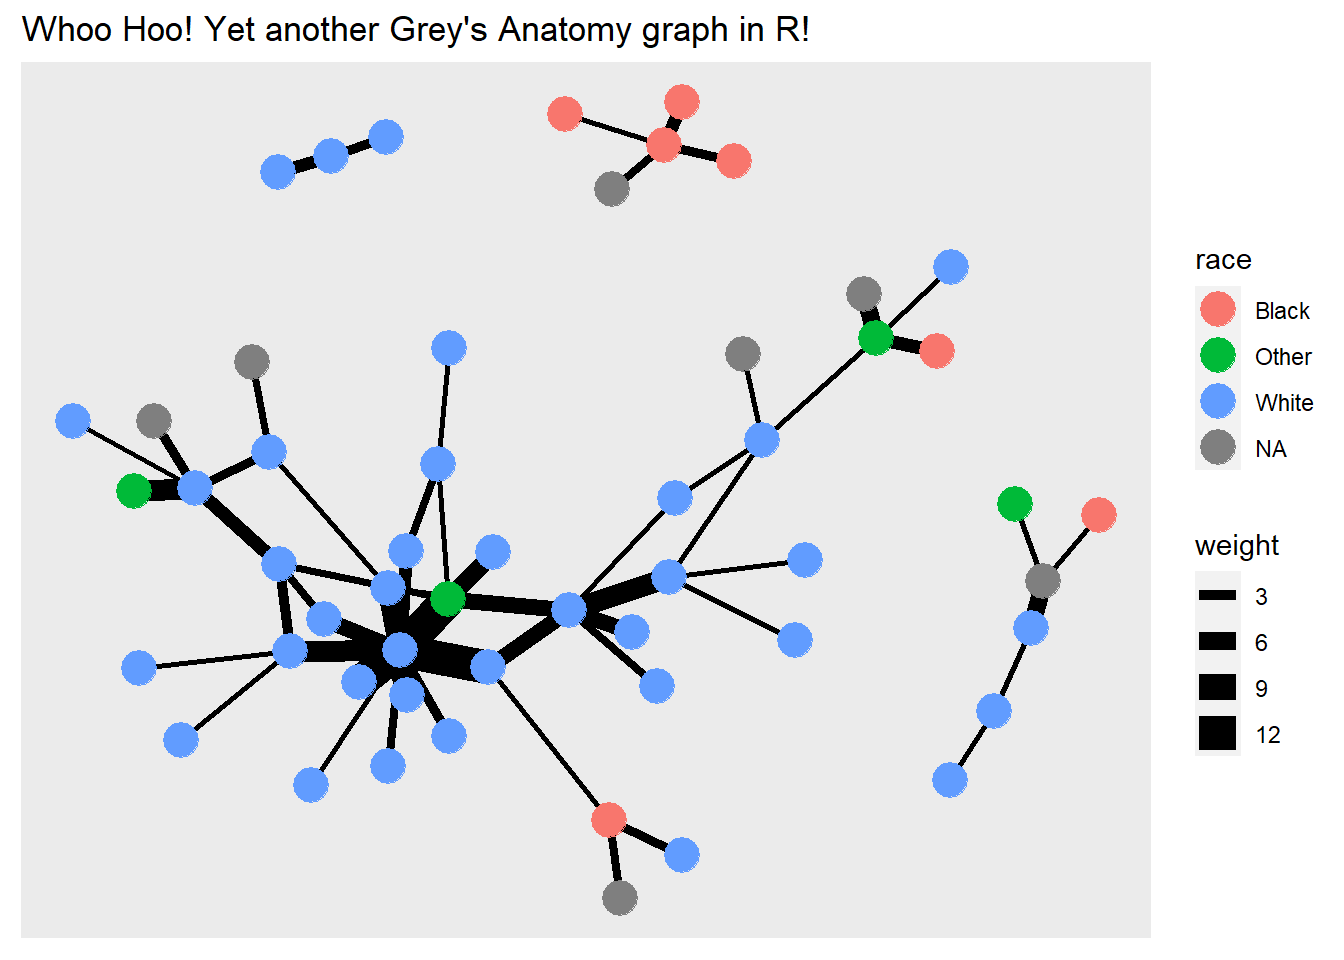 Whoo Hoo! Yet another Grey's Anatomy graph in R!
race
Black
Other
White
NA
weight
3
6
9
12